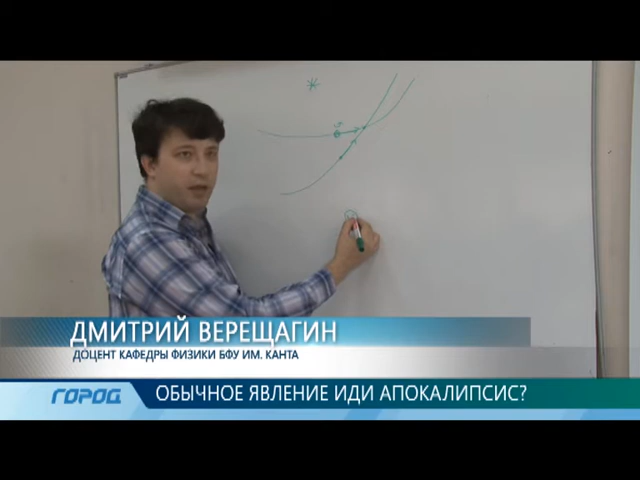 ДМИТРИЙ ВЕРЕЩАГИН
ДОЦЕНТ КАФЕДРЫ ФИЗИКИ БФУ ИМ. КАНТА
ГОРОД
ОБЫЧНОЕ ЯВЛЕНИЕ ИДИ АПОКАЛИПСИС?